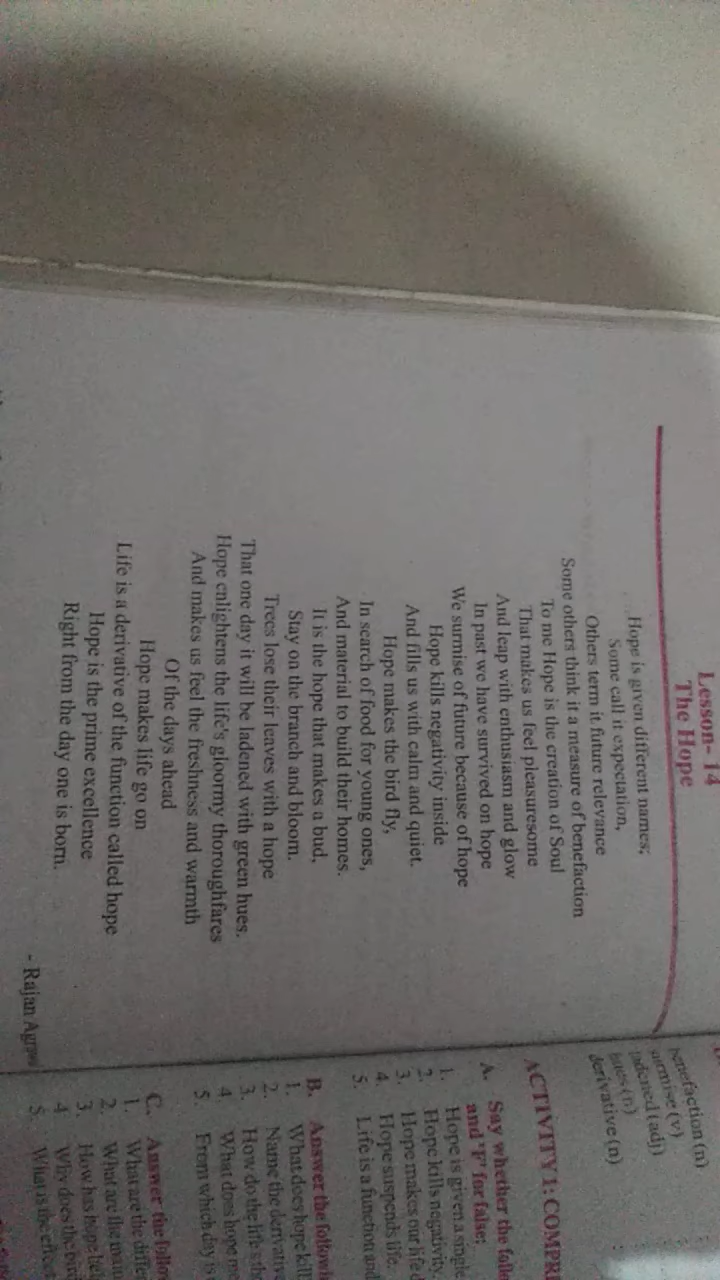 Lesson- 14
The Hope
Hope is given different names;
Some call it expectation,
Others term it future relevance
Some others think it a measure of benefaction
To me Hope is the creation of Soul
That makes us feel pleasuresome
And leap with enthusiasm and glow
In past we have survived on hope
We surmise of future because of hope
Hope kills negativity inside
And fills us with calm and quiet.
Hope makes the bird fly,
In search of food for young ones,
And material to build their homes.
It is the hope that makes a bud,
Stay on the branch and bloom.
Trees lose their leaves with a hope
That one day it will be ladened with green hues.
Hope enlightens the life's gloormy thoroughfares
And makes us feel the freshness and warmth
Of the days ahead
Hope makes life go on
Life is a derivative of the function called hope
Hope is the prime excellence
Right from the day one is born.
- Rajan
benefaction (n)
surmise (v)
ladened (adj)
hues (n)
derivative (n)
ACTIVITY 1:
A. Say whether the
and 'F' for false:
1. Hope is given a single
2. Hope kills negativity.
3. Hope makes our life
4. Hope suspends life.
5. Life is a function and
B. Answer the
1. What does hope kill
2. Name the
3. How do the life's
4. What does hope
5. From which day is
C. Answer the
1. What are the
2. What are the
3. How has hope
4. Why does the
5. What is the